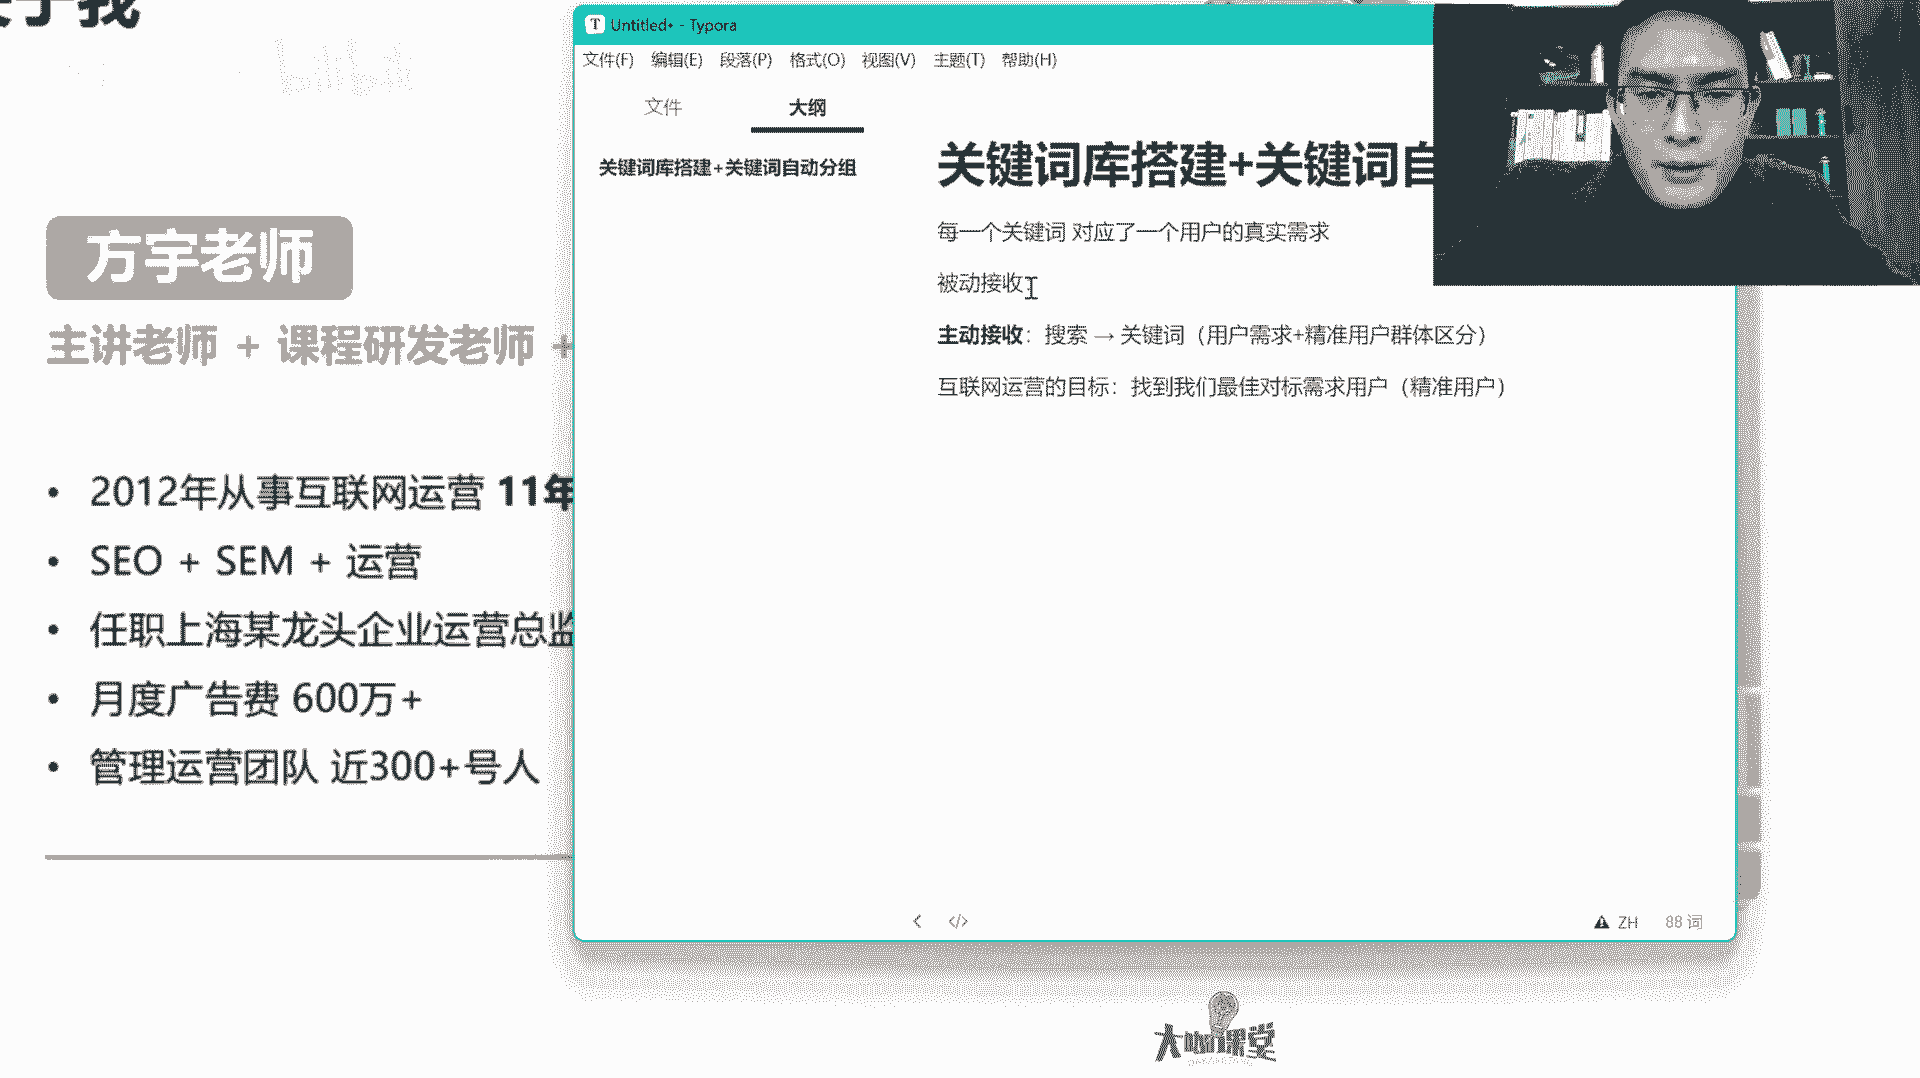 bilibili
方宇老师
主讲老师 + 课程研发老师 +
2012年从事互联网运营 11年
SEO + SEM + 运营
任职上海某龙头企业运营总监
月度广告费 600万+
管理运营团队 近300+号人
Untitled• - Typora
文件(F) 编辑(E) 段落(P) 格式(O) 视图(V) 主题(T) 帮助(H)
文件 大纲
关键词库搭建+关键词自动分组
关键词库搭建+关键词自
每一个关键词 对应了一个用户的真实需求
被动接收
主动接收：搜索 → 关键词（用户需求+精准用户群体区分）
互联网运营的目标：找到我们最佳对标需求用户（精准用户）
ZH 88 词
大咖课堂